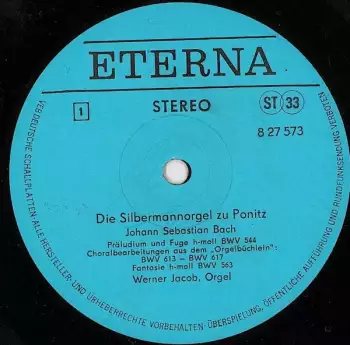 ETERNA
1
STEREO
ST 33
8 27 573
Die Silbermannorgel zu Ponitz
Johann Sebastian Bach
Präludium und Fuge h-moll BWV 544
Choralbearbeitungen aus dem „Orgelbüchlein":
BWV 613 – BWV 617
Fantasie h-moll BWV 563
Werner Jacob, Orgel
VEB DEUTSCHE SCHALLPLATTEN·ALLE HERSTELLER- UND URHEBERRECHTE VORBEHALTEN·ÜBERSPIELUNG, ÖFFENTLICHE AUFFÜHRUNG UND RUNDFUNKSENDUNG VERBOTEN